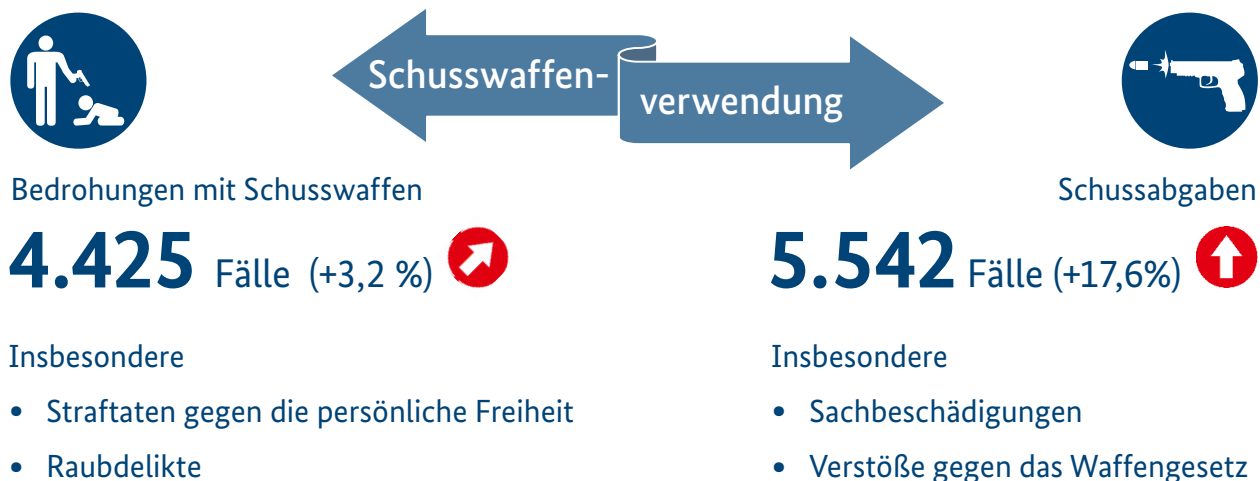 Schusswaffen-
verwendung
Bedrohungen mit Schusswaffen
4.425 Fälle (+3,2 %)
Insbesondere
• Straftaten gegen die persönliche Freiheit
• Raubdelikte
Schussabgaben
5.542 Fälle (+17,6%)
Insbesondere
• Sachbeschädigungen
• Verstöße gegen das Waffengesetz